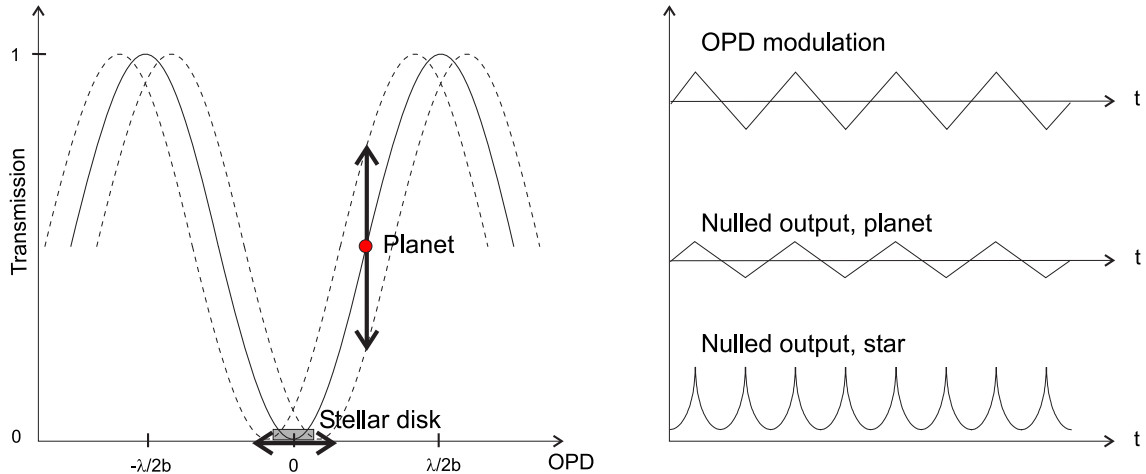 1
Transmission
Planet
Stellar disk
0
-λ/2b
0
λ/2b
OPD
OPD modulation
t
Nulled output, planet
t
Nulled output, star
t